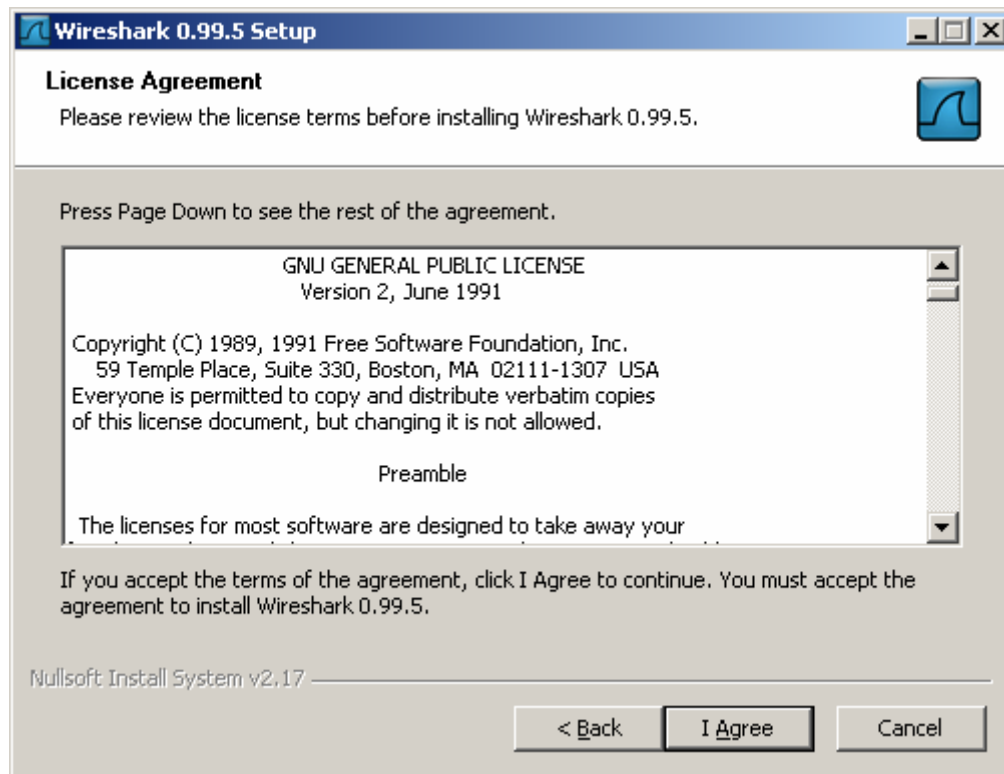 Wireshark 0.99.5 Setup
License Agreement
Please review the license terms before installing Wireshark 0.99.5.
Press Page Down to see the rest of the agreement.
GNU GENERAL PUBLIC LICENSE
Version 2, June 1991
Copyright (C) 1989, 1991 Free Software Foundation, Inc.
59 Temple Place, Suite 330, Boston, MA  02111-1307  USA
Everyone is permitted to copy and distribute verbatim copies
of this license document, but changing it is not allowed.
Preamble
The licenses for most software are designed to take away your
If you accept the terms of the agreement, click I Agree to continue. You must accept the
agreement to install Wireshark 0.99.5.
Nullsoft Install System v2.17
< Back
I Agree
Cancel